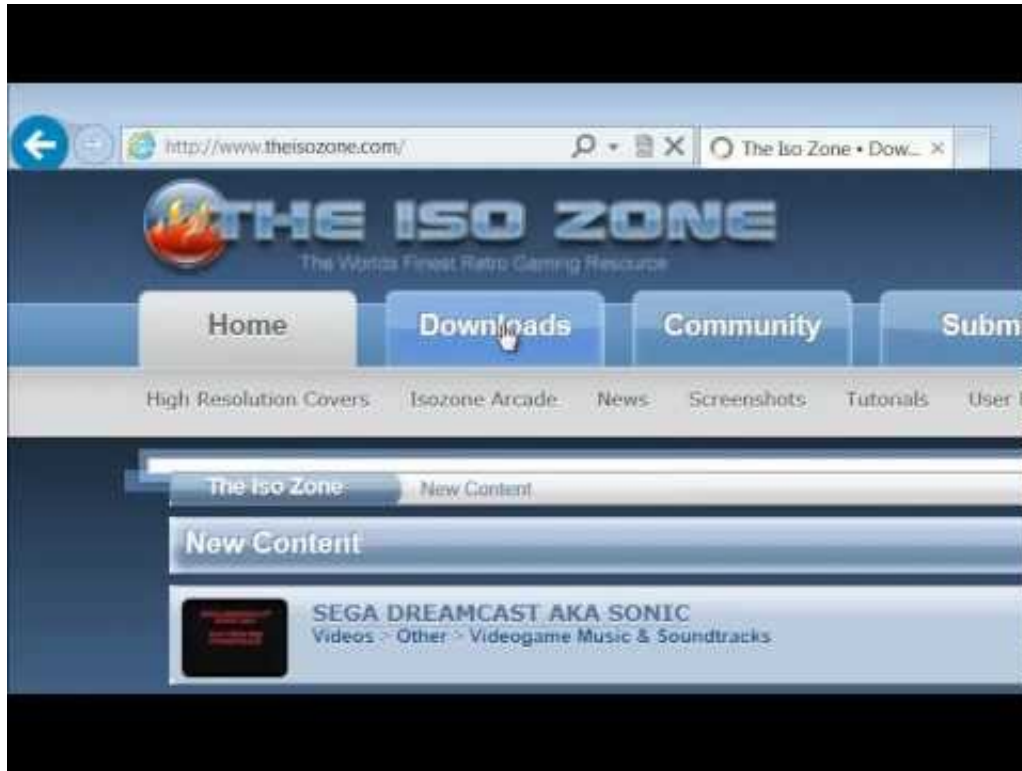 http://www.theisozone.com/
The Iso Zone • Dow...
THE ISO ZONE
The Worlds Finest Retro Gaming Resource
Home
Downloads
Community
Subm
High Resolution Covers
Isozone Arcade
News
Screenshots
Tutorials
User
The Iso Zone
New Content
New Content
SEGA DREAMCAST AKA SONIC
Videos > Other > Videogame Music & Soundtracks